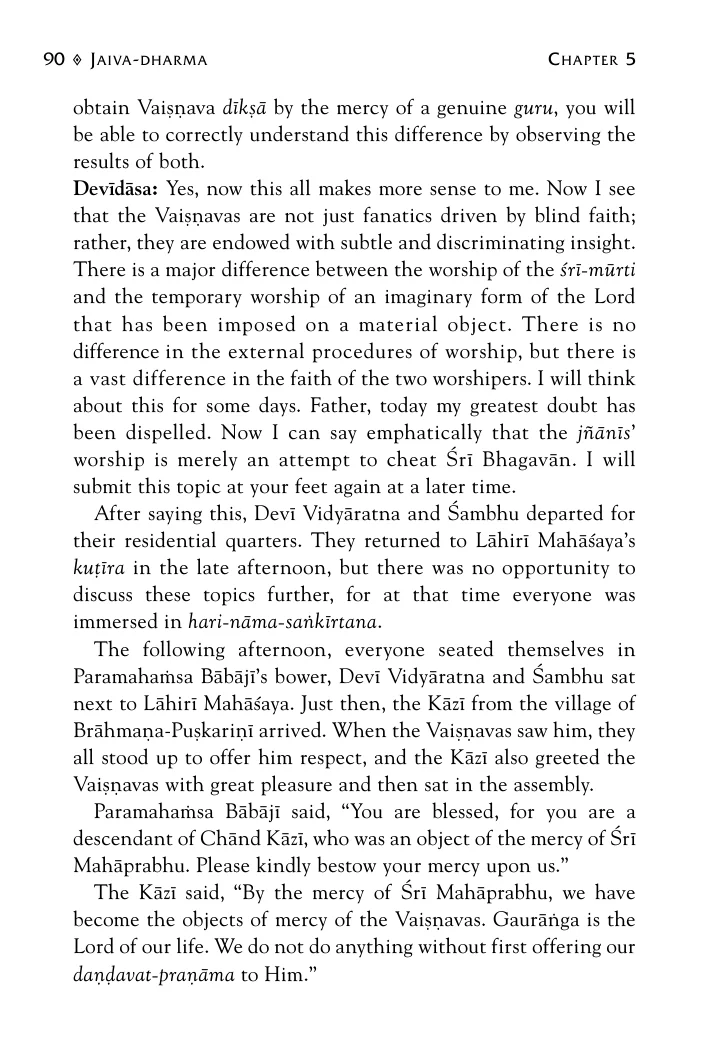 90 ⟡ Jaiva-dharma Chapter 5
obtain Vaiṣṇava dīkṣā by the mercy of a genuine guru, you will
be able to correctly understand this difference by observing the
results of both.
Devīdāsa: Yes, now this all makes more sense to me. Now I see
that the Vaiṣṇavas are not just fanatics driven by blind faith;
rather, they are endowed with subtle and discriminating insight.
There is a major difference between the worship of the śrī-mūrti
and the temporary worship of an imaginary form of the Lord
that has been imposed on a material object. There is no
difference in the external procedures of worship, but there is
a vast difference in the faith of the two worshipers. I will think
about this for some days. Father, today my greatest doubt has
been dispelled. Now I can say emphatically that the jñānīs’
worship is merely an attempt to cheat Śrī Bhagavān. I will
submit this topic at your feet again at a later time.
After saying this, Devī Vidyāratna and Śambhu departed for
their residential quarters. They returned to Lāhirī Mahāśaya’s
kuṭīra in the late afternoon, but there was no opportunity to
discuss these topics further, for at that time everyone was
immersed in hari-nāma-saṅkīrtana.
The following afternoon, everyone seated themselves in
Paramahaṁsa Bābājī’s bower, Devī Vidyāratna and Śambhu sat
next to Lāhirī Mahāśaya. Just then, the Kāzī from the village of
Brāhmaṇa-Puṣkariṇī arrived. When the Vaiṣṇavas saw him, they
all stood up to offer him respect, and the Kāzī also greeted the
Vaiṣṇavas with great pleasure and then sat in the assembly.
Paramahaṁsa Bābājī said, “You are blessed, for you are a
descendant of Chānd Kāzī, who was an object of the mercy of Śrī
Mahāprabhu. Please kindly bestow your mercy upon us.”
The Kāzī said, “By the mercy of Śrī Mahāprabhu, we have
become the objects of mercy of the Vaiṣṇavas. Gaurāṅga is the
Lord of our life. We do not do anything without first offering our
daṇḍavat-praṇāma to Him.”